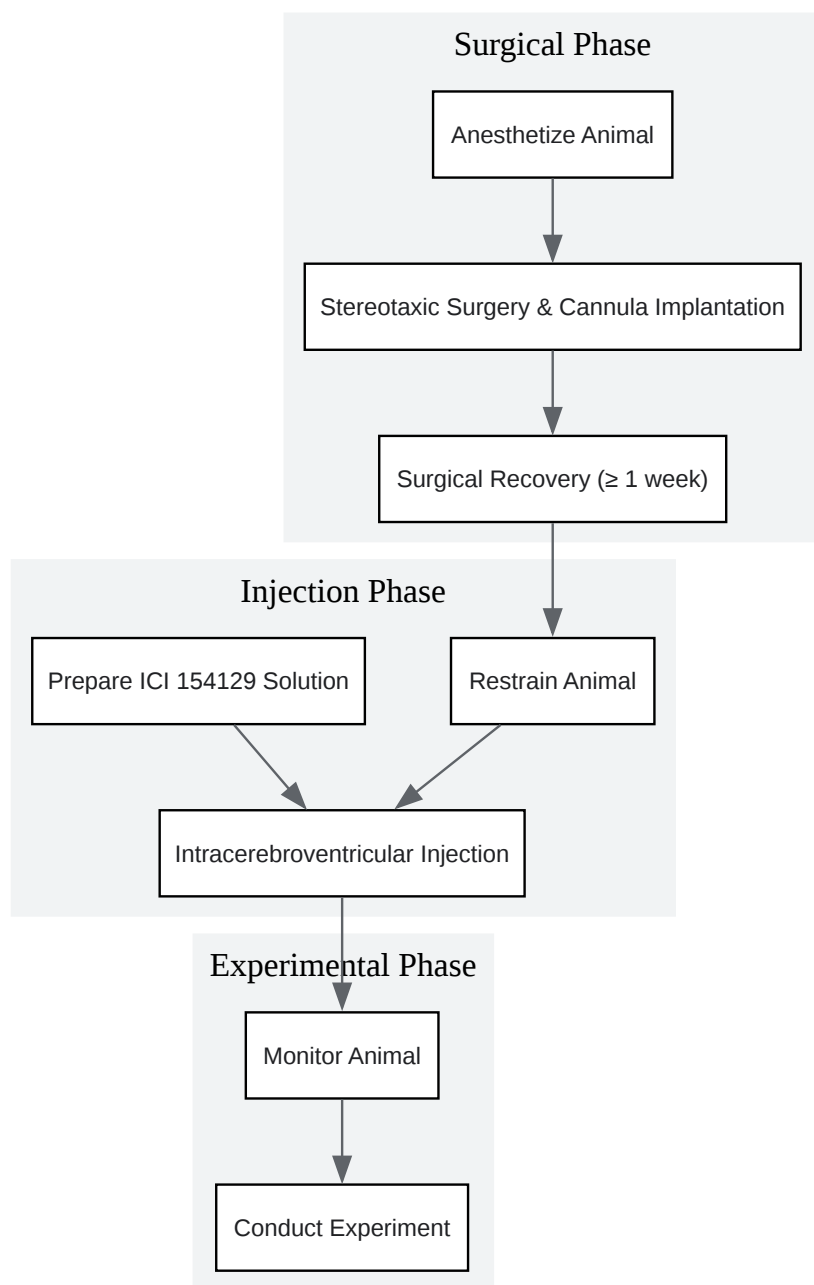 Surgical Phase
Anesthetize Animal
Stereotaxic Surgery & Cannula Implantation
Surgical Recovery (≥ 1 week)
Injection Phase
Prepare ICI 154129 Solution
Restrain Animal
Intracerebroventricular Injection
Experimental Phase
Monitor Animal
Conduct Experiment